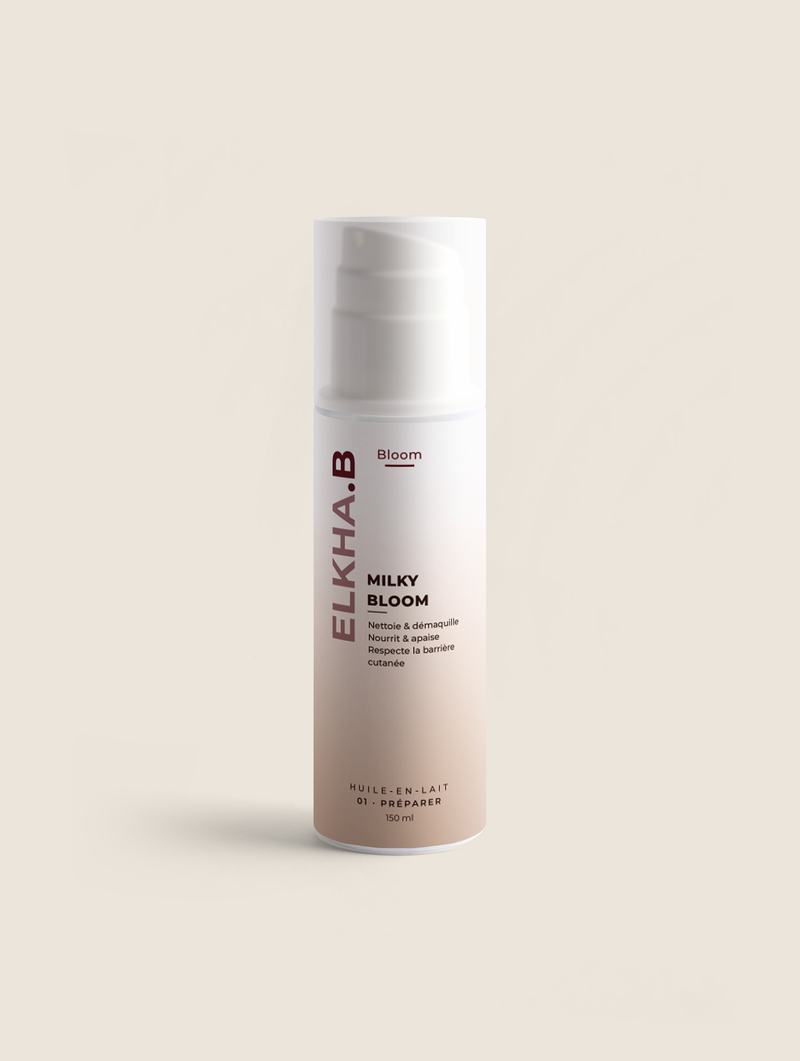 ELKHA.B
Bloom
MILKY
BLOOM
Nettoie & démaquille
Nourrit & apaise
Respecte la barrière
cutanée
HUILE-EN-LAIT
01 · PRÉPARER
150 ml